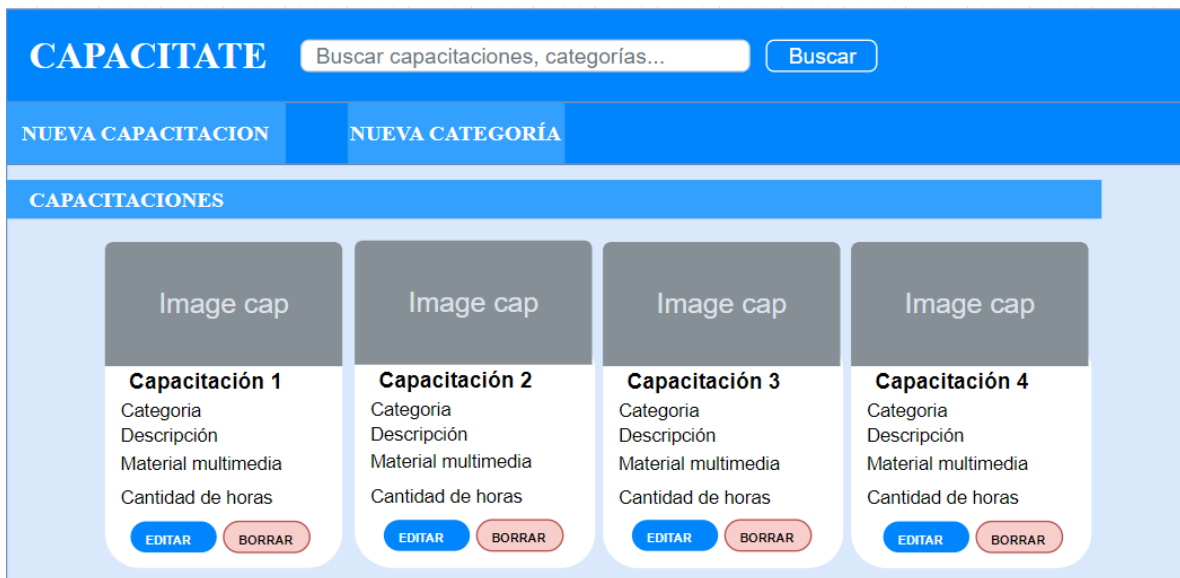 CAPACITATE Buscar capacitaciones, categorías... Buscar
NUEVA CAPACITACION NUEVA CATEGORÍA
CAPACITACIONES
Image cap Image cap Image cap Image cap
Capacitación 1 Capacitación 2 Capacitación 3 Capacitación 4
Categoria Categoria Categoria Categoria
Descripción Descripción Descripción Descripción
Material multimedia Material multimedia Material multimedia Material multimedia
Cantidad de horas Cantidad de horas Cantidad de horas Cantidad de horas
EDITAR BORRAR EDITAR BORRAR EDITAR BORRAR EDITAR BORRAR